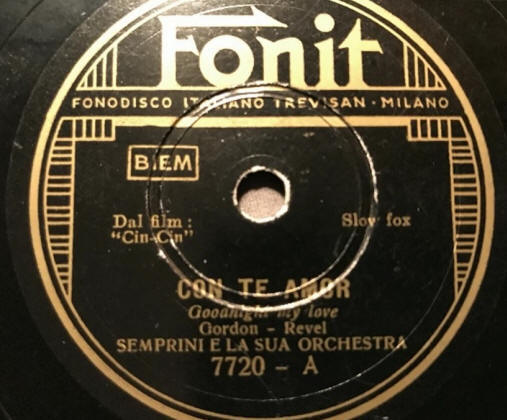 Fonit
FONODISCO ITALIANO TREVISAN · MILANO
BIEM
Dal film : Slow fox
"Cin-Cin"
CON TE AMOR
Goodnight my love
Gordon - Revel
SEMPRINI E LA SUA ORCHESTRA
7720 - A